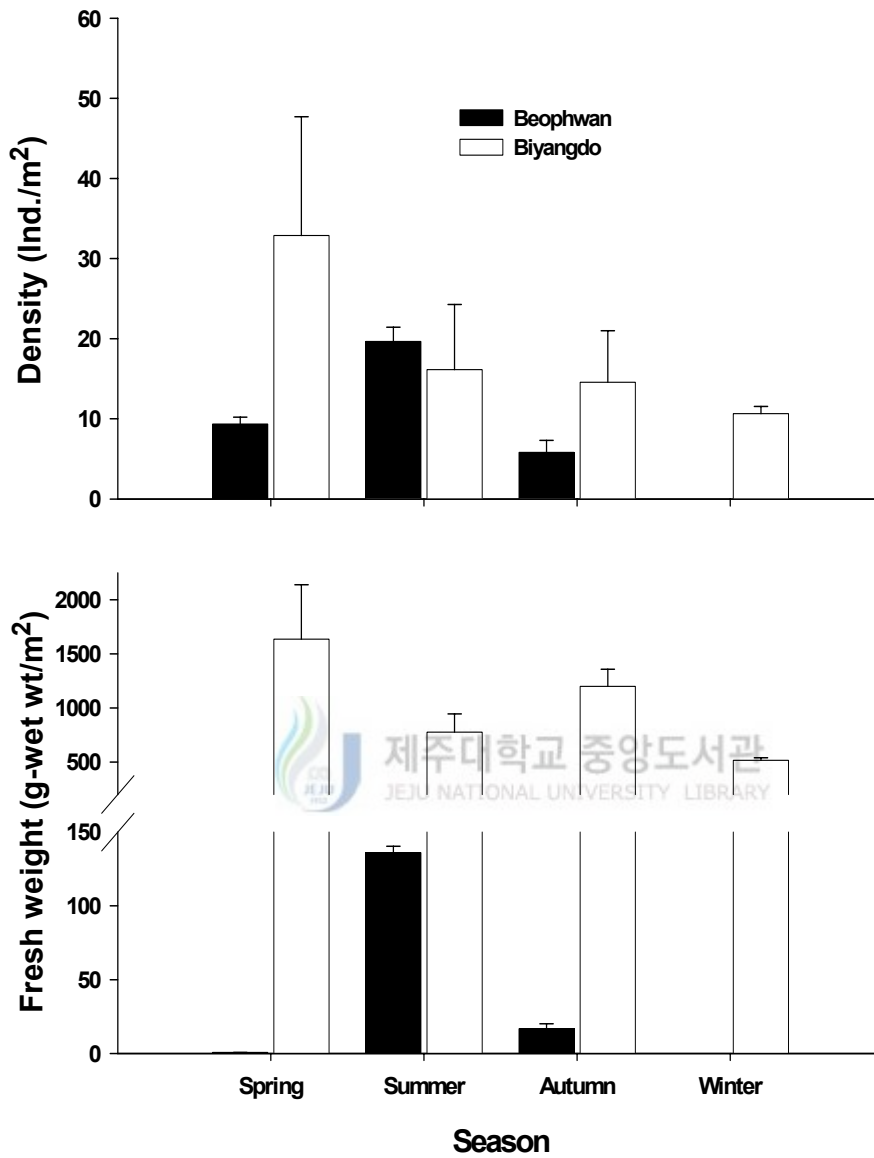 60
50
40
30
20
10
0
Density (Ind./m²)
Beophwan
Biyangdo
2000
1500
1000
500
150
100
50
0
Fresh weight (g-wet wt/m²)
제주대학교 중앙도서관
JEJU NATIONAL UNIVERSITY LIBRARY
JEJU
1952
Spring Summer Autumn Winter
Season